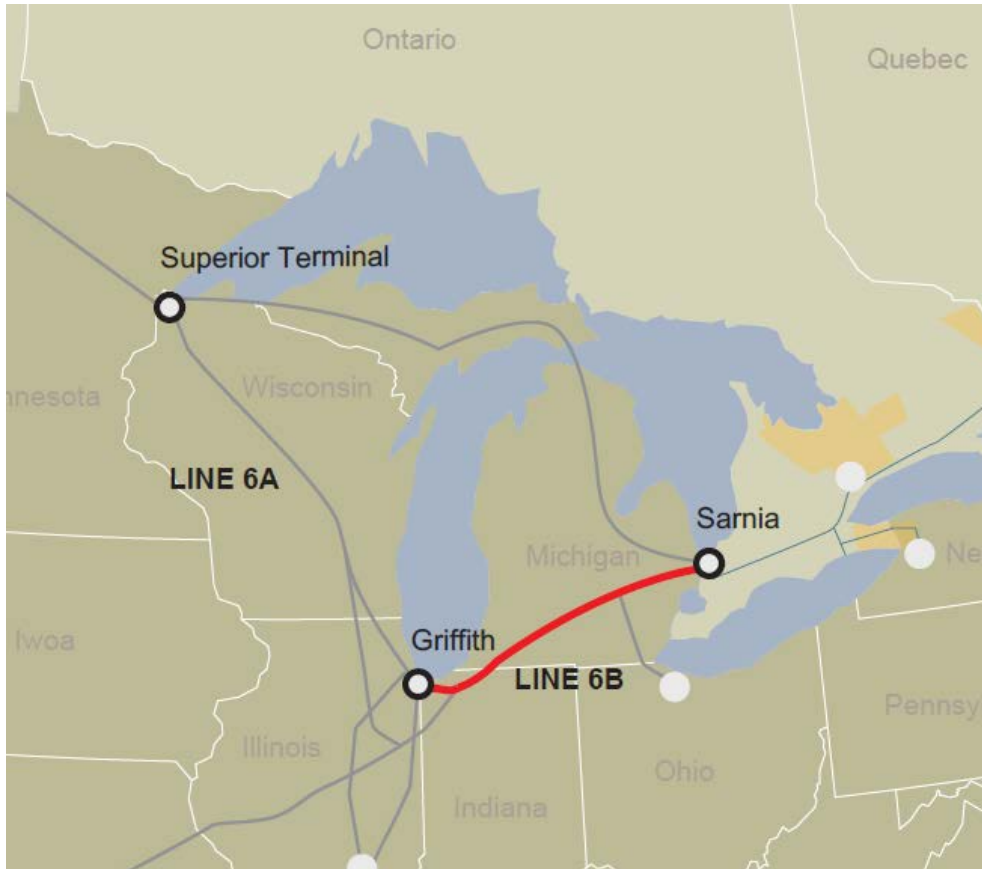 Ontario
Quebec
Superior Terminal
Wisconsin
nnesota
LINE 6A
Sarnia
Michigan
Ne
Iwoa
Griffith
LINE 6B
Pennsy
Illinois
Ohio
Indiana